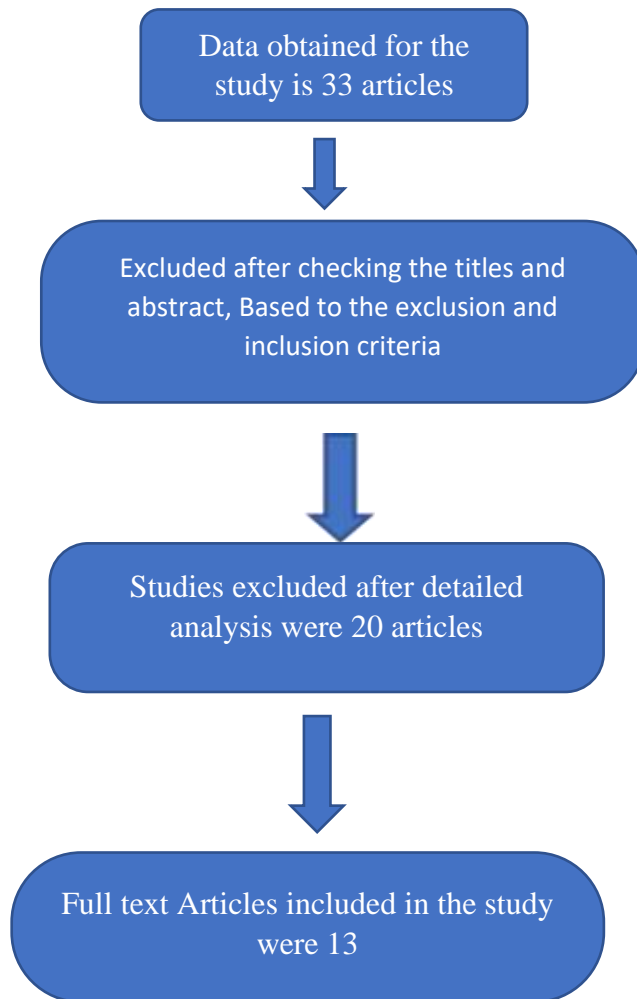 Data obtained for the
study is 33 articles
Excluded after checking the titles and
abstract, Based to the exclusion and
inclusion criteria
Studies excluded after detailed
analysis were 20 articles
Full text Articles included in the study
were 13